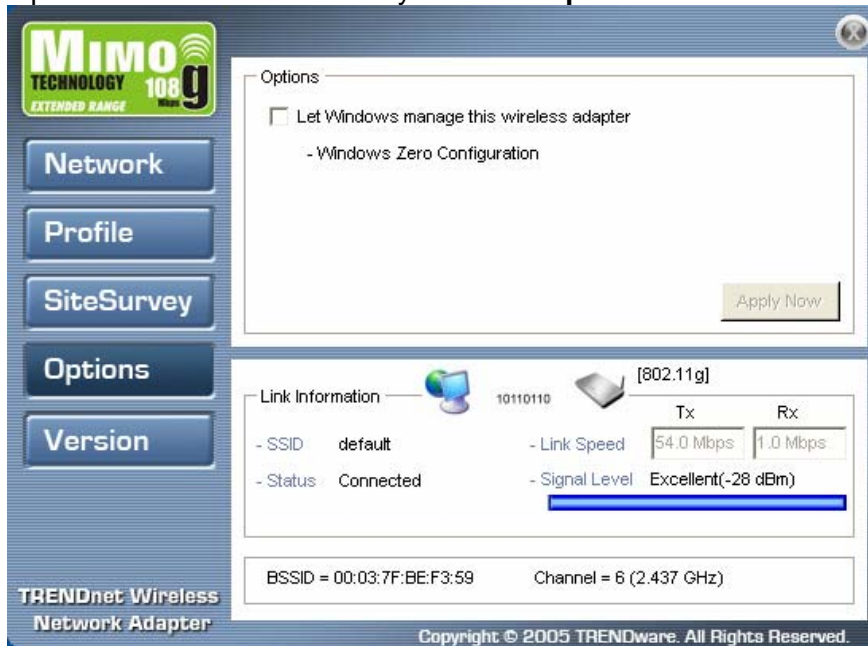 MIMO
TECHNOLOGY 108 g
Mbps
EXTENDED RANGE
Network
Profile
SiteSurvey
Options
Version
TRENDnet Wireless
Network Adapter
Options
Let Windows manage this wireless adapter
- Windows Zero Configuration
Apply Now
Link Information
10110110
[802.11g]
Tx Rx
- SSID default
- Link Speed 54.0 Mbps 1.0 Mbps
- Status Connected
- Signal Level Excellent(-28 dBm)
BSSID = 00:03:7F:BE:F3:59 Channel = 6 (2.437 GHz)
Copyright © 2005 TRENDware. All Rights Reserved.